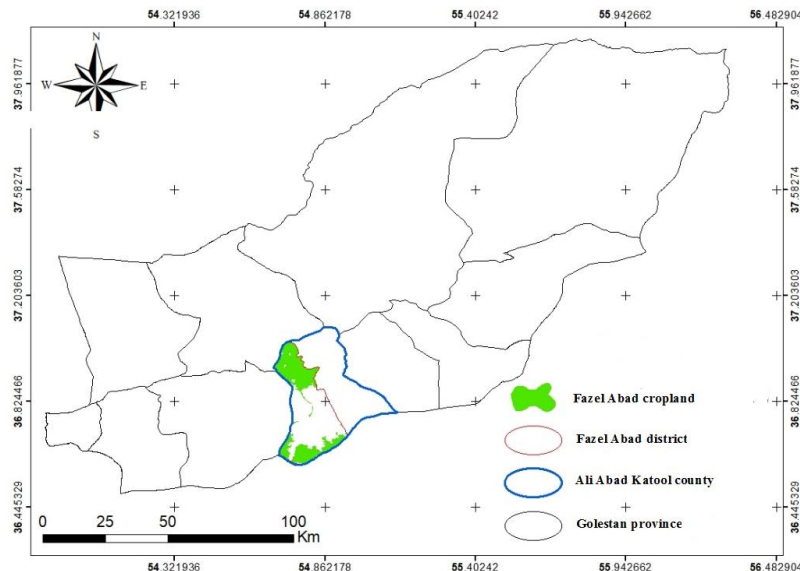 54.321936 54.862178 55.40242 55.942662 56.482904
N
W E
S
37.961877 37.961877
37.58274 37.58274
37.203603 37.203603
36.824466 36.824466
36.445329 36.445329
Fazel Abad cropland
Fazel Abad district
Ali Abad Katool county
Golestan province
0 25 50 100
Km
54.321936 54.862178 55.40242 55.942662 56.482904